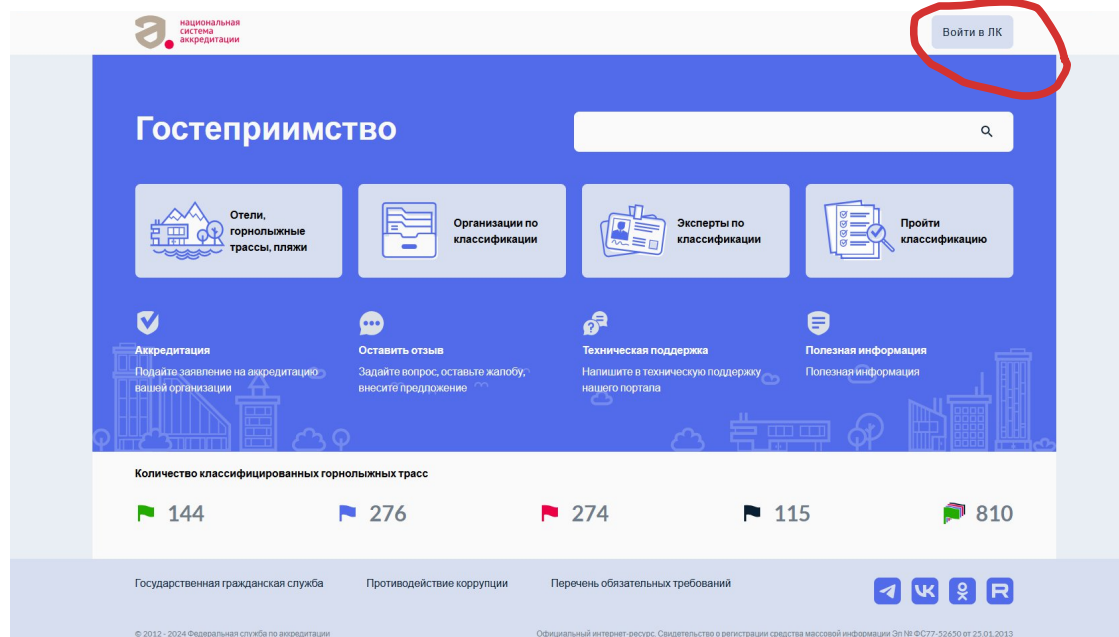 национальная
система
аккредитации
Войти в ЛК
Гостеприимство
Отели,
горнолыжные
трассы, пляжи
Организации по
классификации
Эксперты по
классификации
Пройти
классификацию
Аккредитация
Подайте заявление на аккредитацию
вашей организации
Оставить отзыв
Задайте вопрос, оставьте жалобу,
внесите предложение
Техническая поддержка
Напишите в техническую поддержку
нашего портала
Полезная информация
Полезная информация
Количество классифицированных горнолыжных трасс
144
276
274
115
810
Государственная гражданская служба
Противодействие коррупции
Перечень обязательных требований
© 2012 - 2024 Федеральная служба по аккредитации
Официальный интернет-ресурс. Свидетельство о регистрации средства массовой информации Эл № ФС77-52650 от 25.01.2013